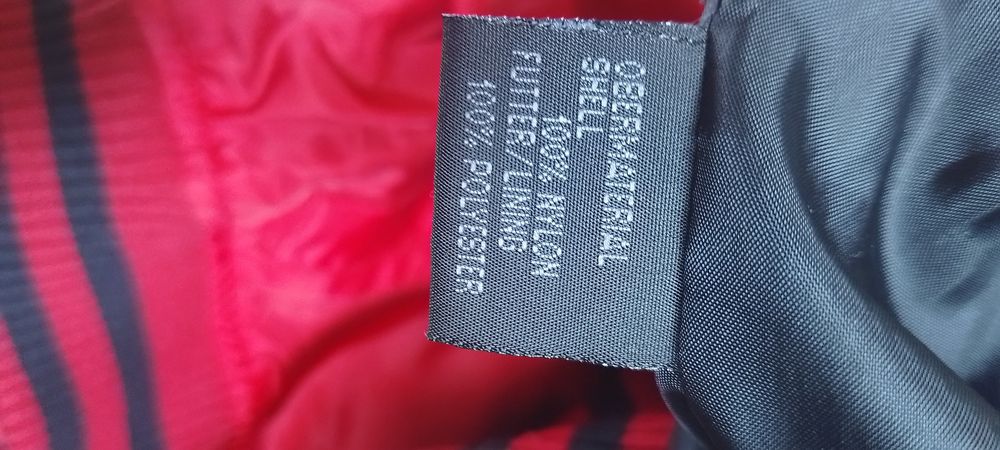 OBERMATERIAL
SHELL
100% NYLON
FUTTER/LINING
100% POLYESTER